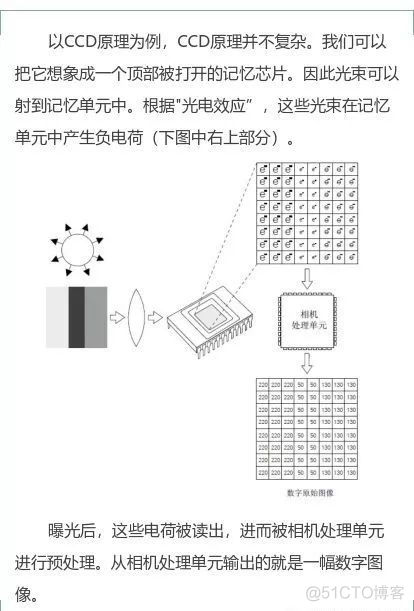 以CCD原理为例，CCD原理并不复杂。我们可以
把它想象成一个顶部被打开的记忆芯片。因此光束可以
射到记忆单元中。根据"光电效应"，这些光束在记忆
单元中产生负电荷（下图中右上部分）。
相机
处理单元
220 220 220 50 50 130 130 130
220 220 220 50 50 130 130 130
220 220 220 50 50 130 130 130
220 220 220 50 50 130 130 130
220 220 220 50 50 130 130 130
220 220 220 50 50 130 130 130
220 220 220 50 50 130 130 130
220 220 220 50 50 130 130 130
数字原始图像
曝光后，这些电荷被读出，进而被相机处理单元
进行预处理。从相机处理单元输出的就是一幅数字图
像。
@51CTO博客